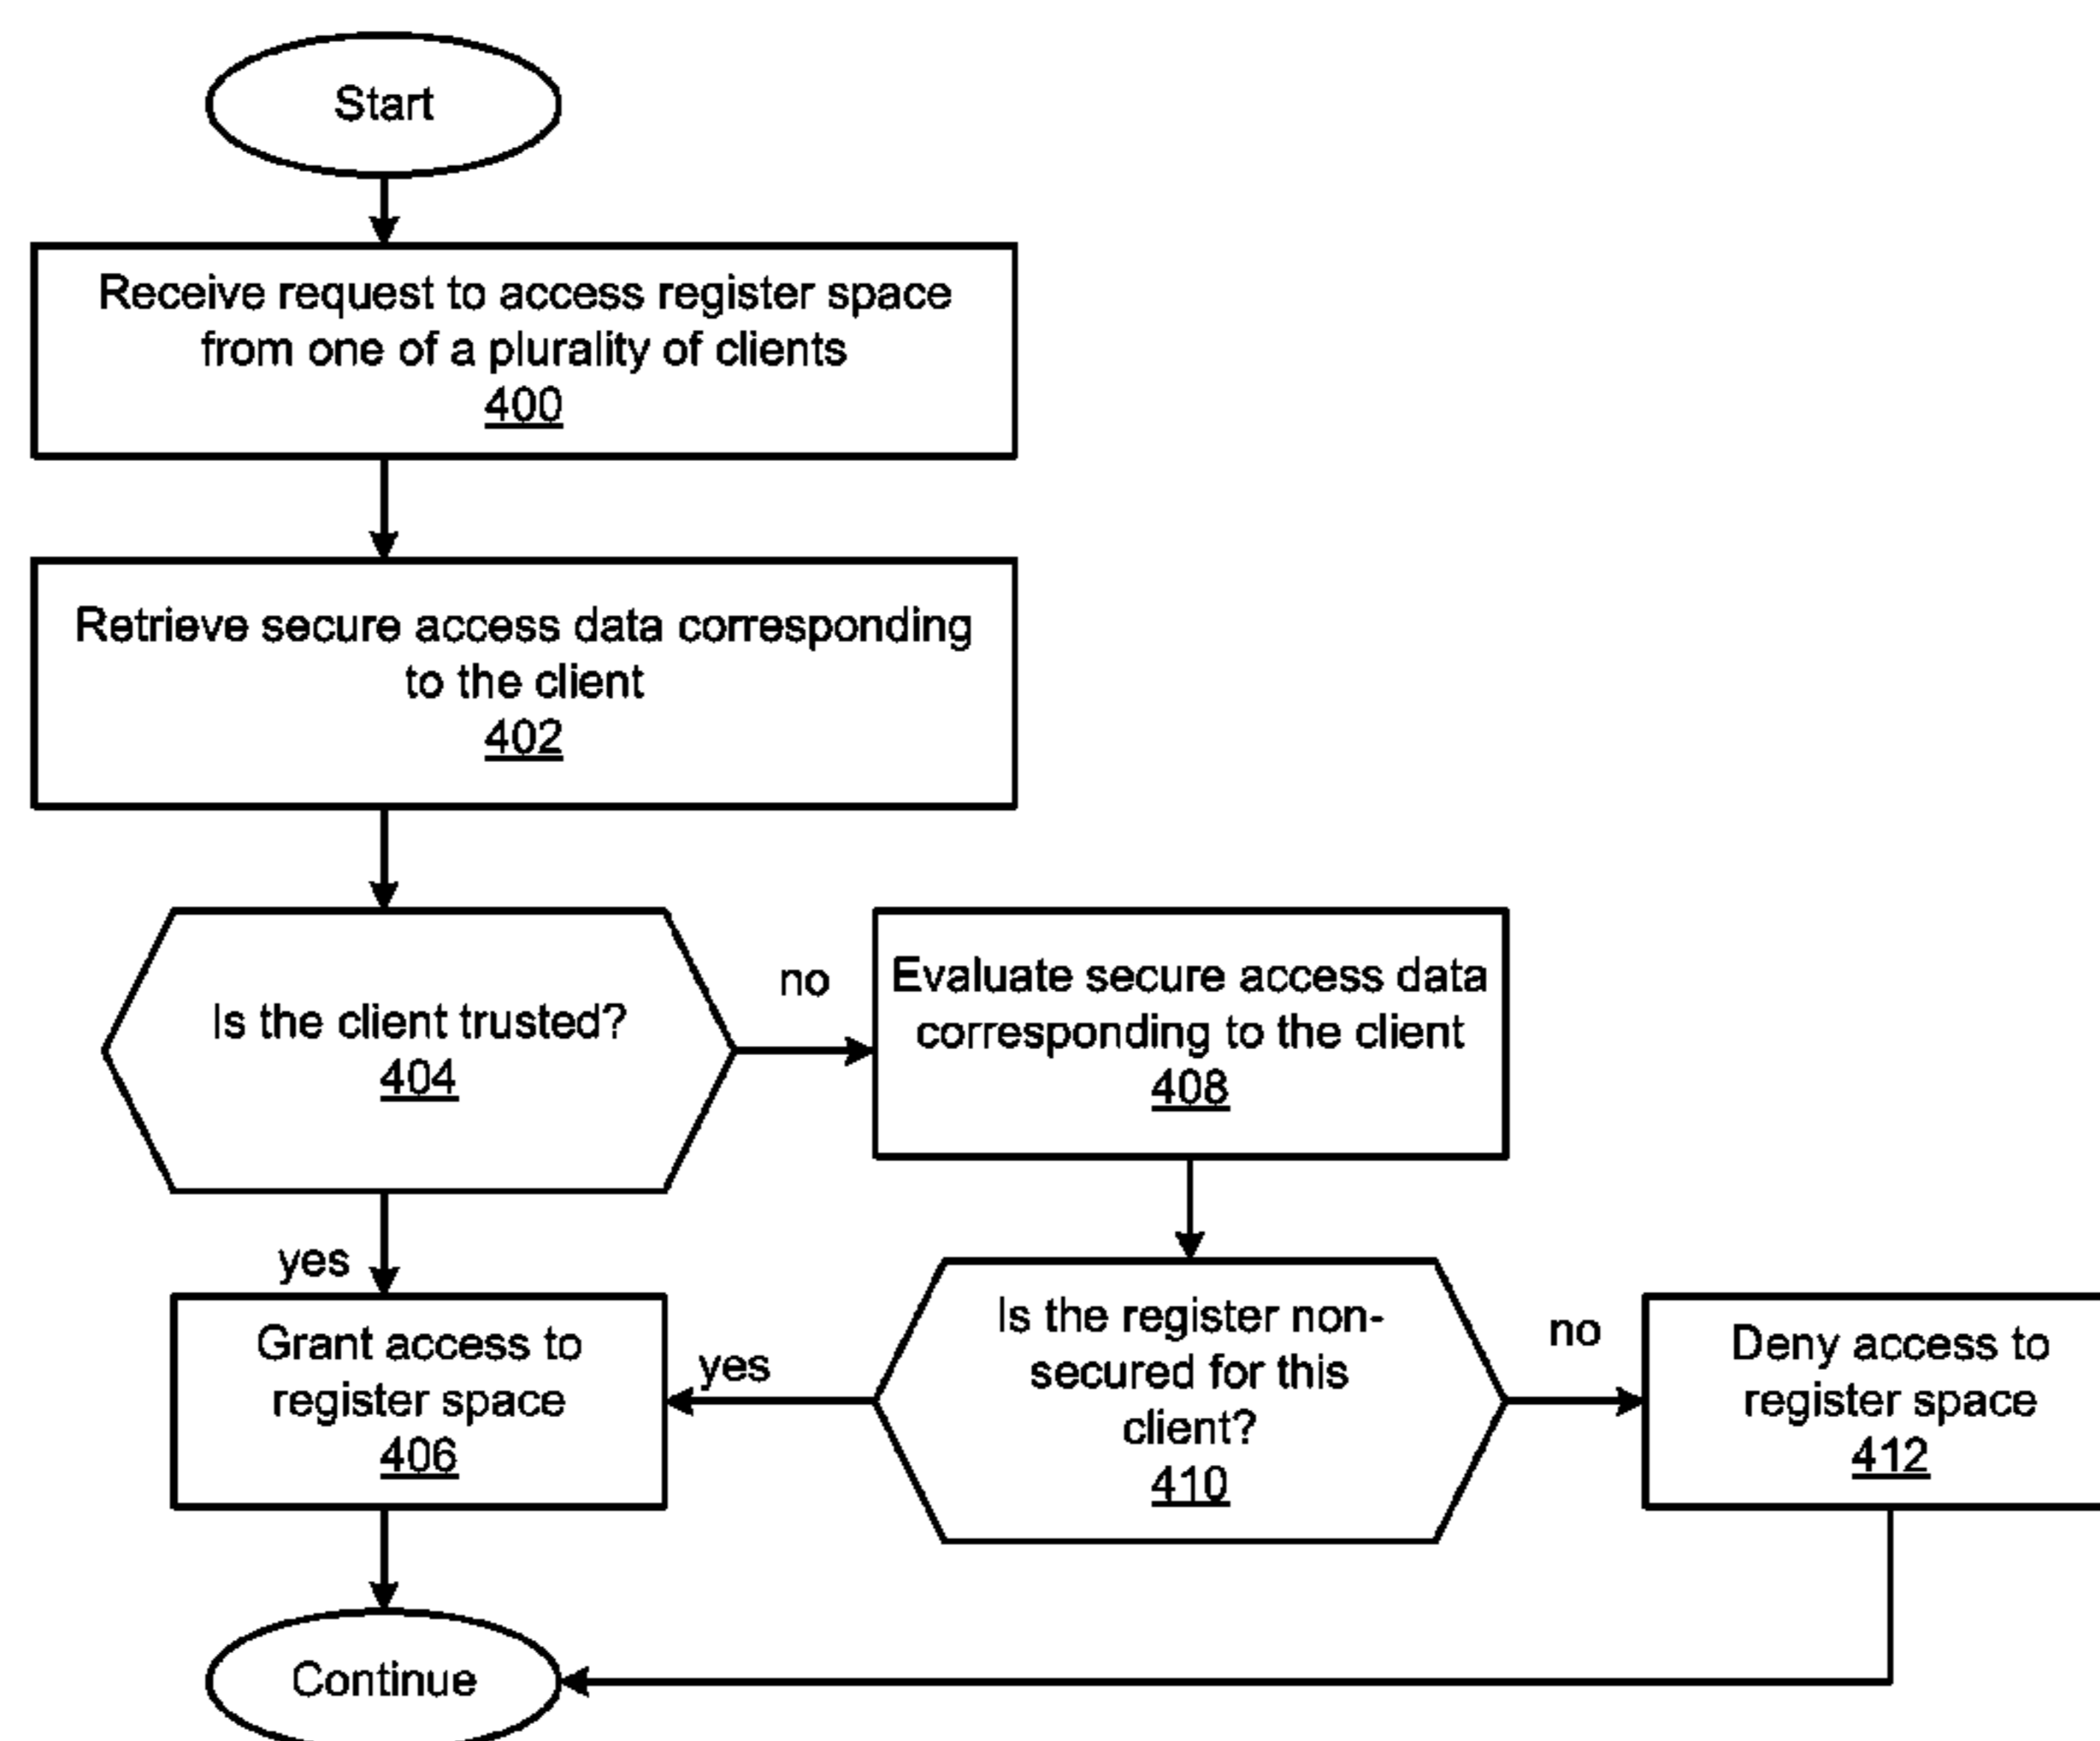 Start
Receive request to access register space
from one of a plurality of clients
400
Retrieve secure access data corresponding
to the client
402
Is the client trusted?
404
no
Evaluate secure access data
corresponding to the client
408
yes
Grant access to
register space
406
yes
Is the register non-
secured for this
client?
410
no
Deny access to
register space
412
Continue